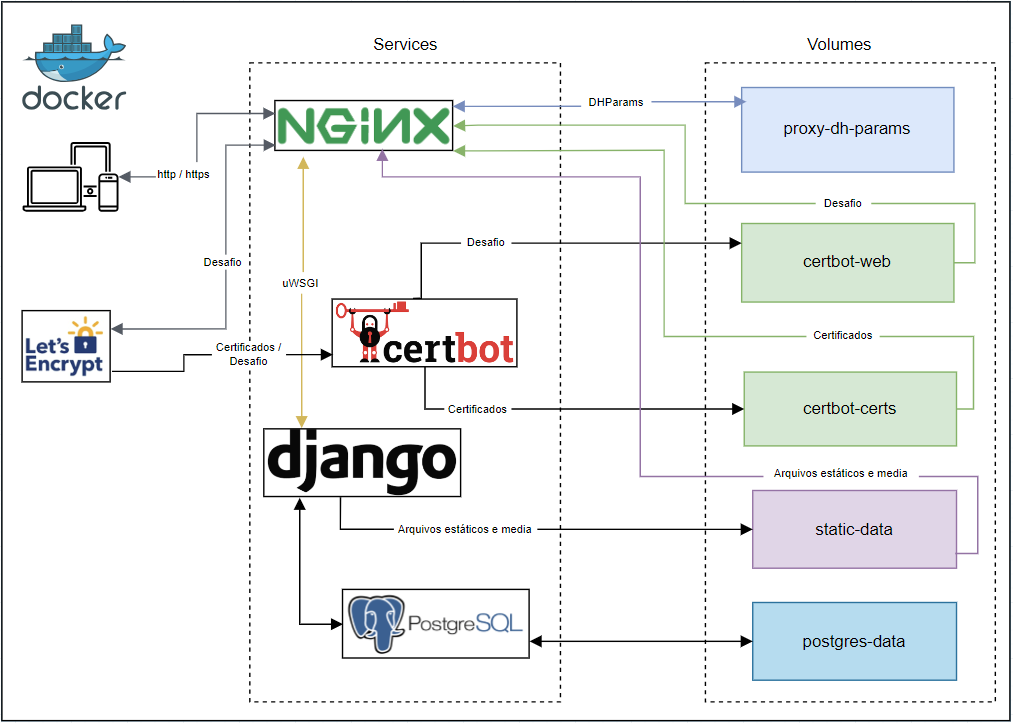 docker
Services
Volumes
NGINX
DHParams
proxy-dh-params
http / https
Desafio
certbot-web
Desafio
Desafio
uWSGI
Let's
Encrypt
Certificados /
Desafio
certbot
Certificados
Certificados
certbot-certs
django
Arquivos estáticos e media
Arquivos estáticos e media
static-data
PostgreSQL
postgres-data